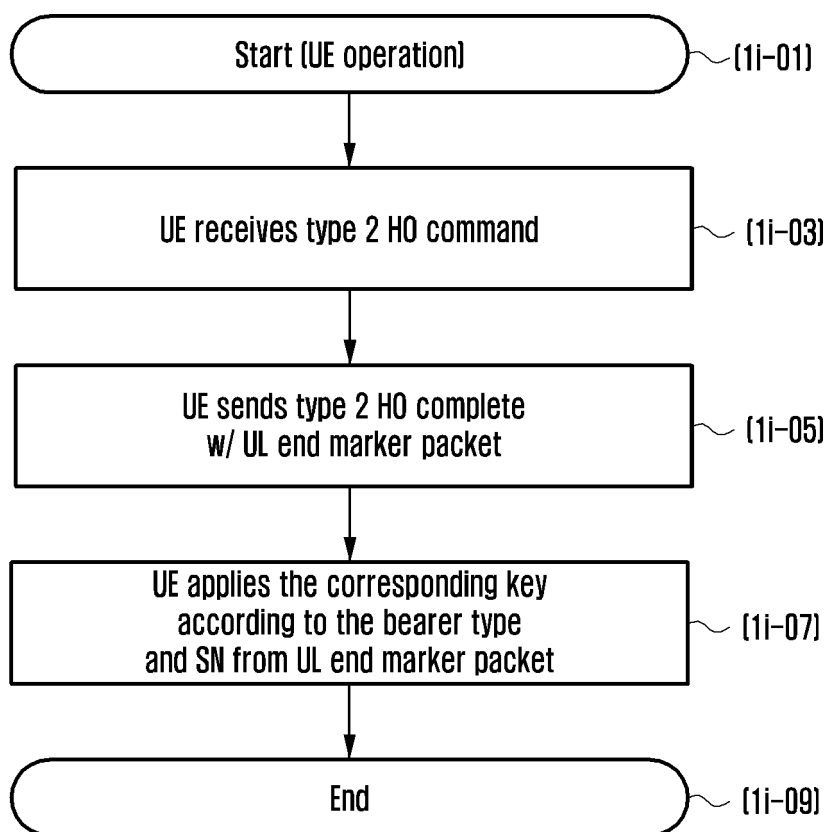 Start (UE operation)
(1i-01)
UE receives type 2 HO command
(1i-03)
UE sends type 2 HO complete
w/ UL end marker packet
(1i-05)
UE applies the corresponding key
according to the bearer type
and SN from UL end marker packet
(1i-07)
End
(1i-09)